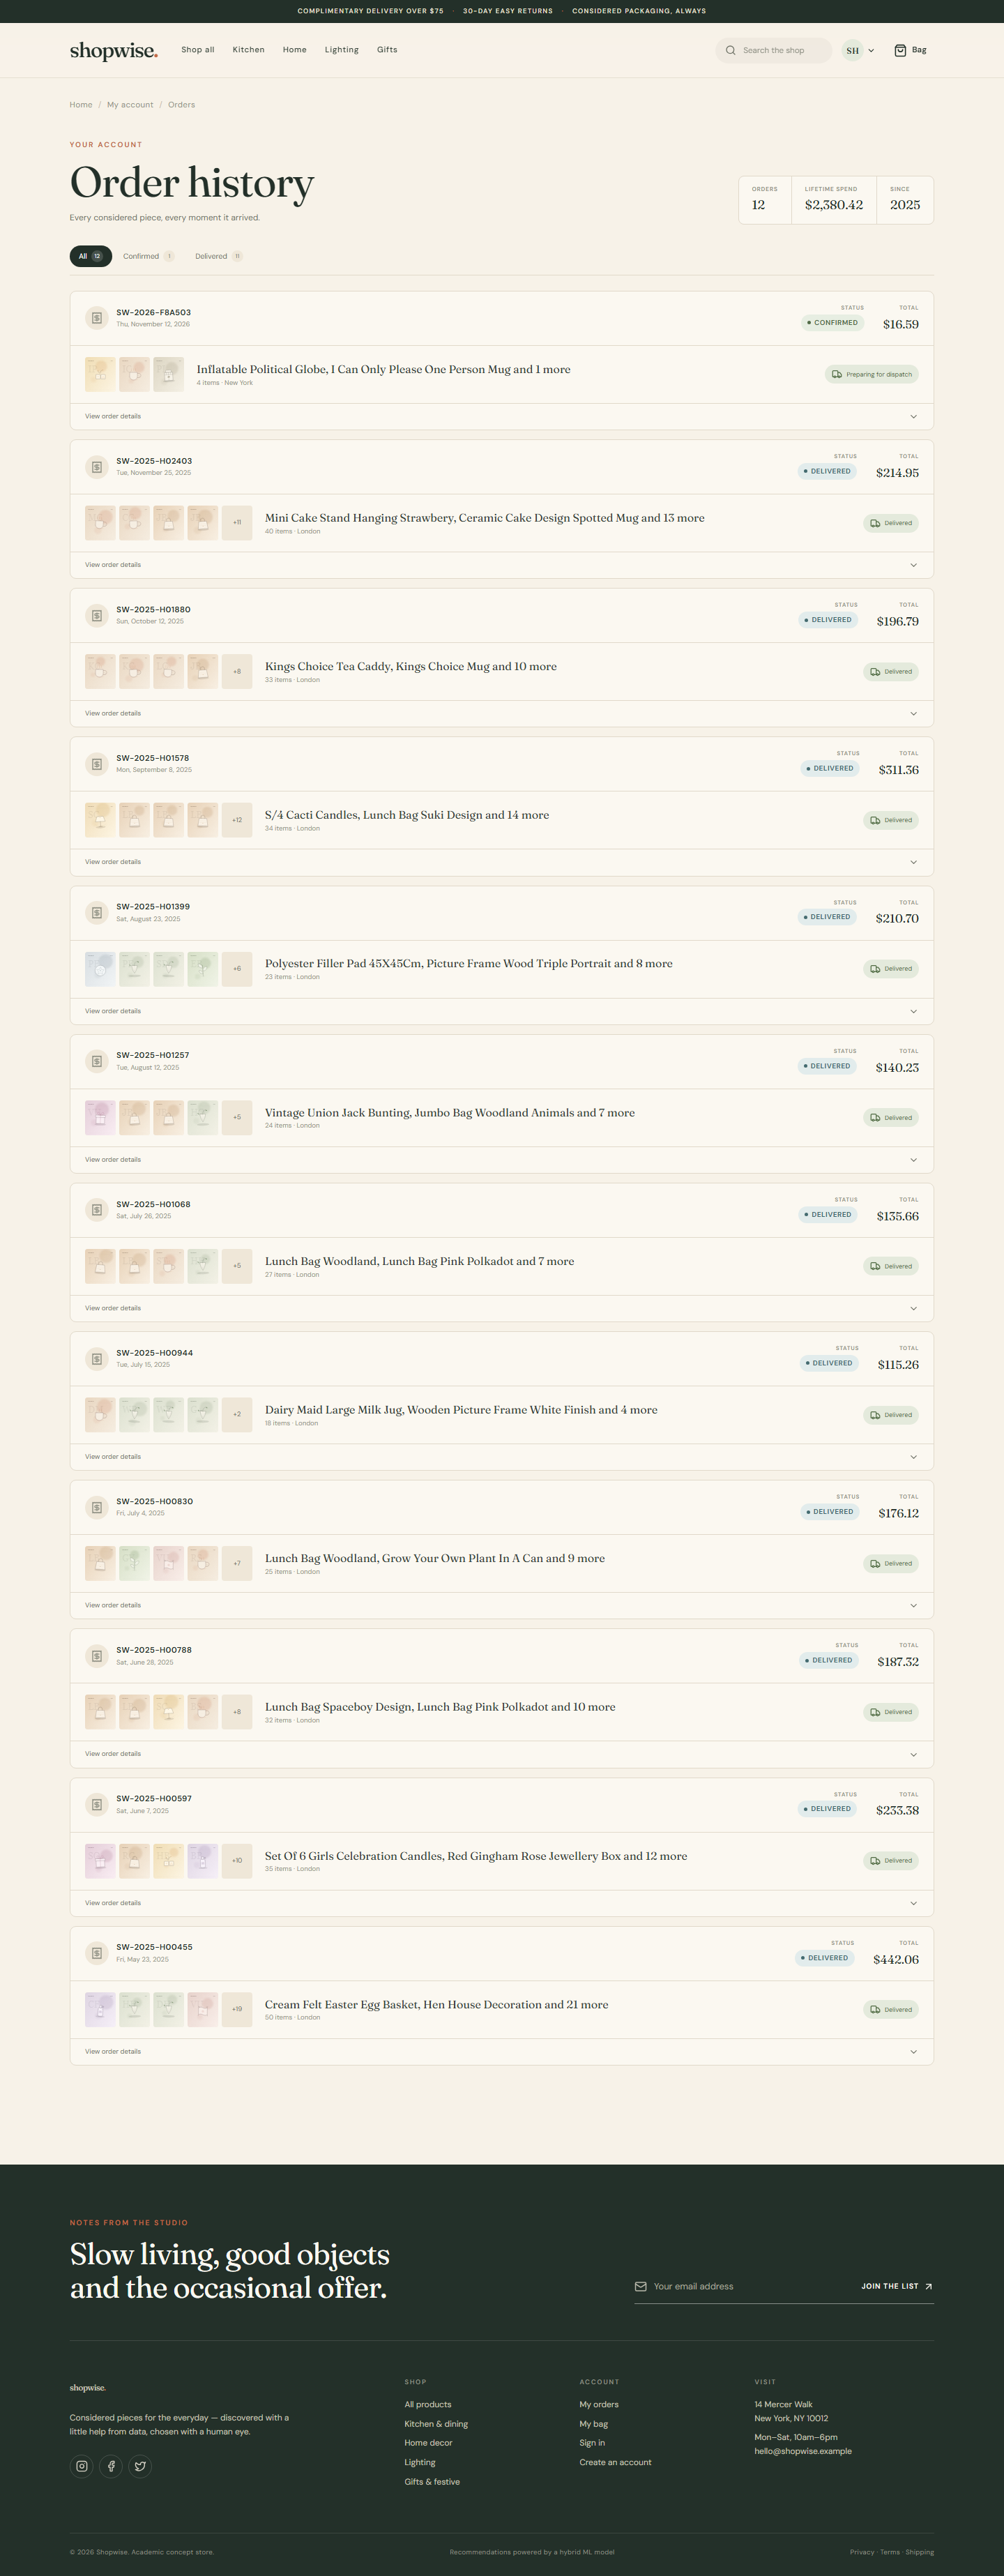 COMPLIMENTARY DELIVERY OVER $75 · 30-DAY EASY RETURNS · CONSIDERED PACKAGING, ALWAYS
shopwise. Shop all Kitchen Home Lighting Gifts Search the shop SH Bag
Home / My account / Orders
YOUR ACCOUNT
Order history
Every considered piece, every moment it arrived.
ORDERS LIFETIME SPEND SINCE
12 $2,380.42 2025
All 12 Confirmed 1 Delivered 11
SW-2026-F8A503
Thu, November 12, 2026
STATUS TOTAL
CONFIRMED $16.59
Inflatable Political Globe, I Can Only Please One Person Mug and 1 more
4 items · New York
Preparing for dispatch
View order details
SW-2025-H02403
Tue, November 25, 2025
STATUS TOTAL
DELIVERED $214.95
+11
Mini Cake Stand Hanging Strawbery, Ceramic Cake Design Spotted Mug and 13 more
40 items · London
Delivered
View order details
SW-2025-H01880
Sun, October 12, 2025
STATUS TOTAL
DELIVERED $196.79
+8
Kings Choice Tea Caddy, Kings Choice Mug and 10 more
33 items · London
Delivered
View order details
SW-2025-H01578
Mon, September 8, 2025
STATUS TOTAL
DELIVERED $311.36
+12
S/4 Cacti Candles, Lunch Bag Suki Design and 14 more
34 items · London
Delivered
View order details
SW-2025-H01399
Sat, August 23, 2025
STATUS TOTAL
DELIVERED $210.70
+6
Polyester Filler Pad 45X45Cm, Picture Frame Wood Triple Portrait and 8 more
23 items · London
Delivered
View order details
SW-2025-H01257
Tue, August 12, 2025
STATUS TOTAL
DELIVERED $140.23
+5
Vintage Union Jack Bunting, Jumbo Bag Woodland Animals and 7 more
24 items · London
Delivered
View order details
SW-2025-H01068
Sat, July 26, 2025
STATUS TOTAL
DELIVERED $135.66
+5
Lunch Bag Woodland, Lunch Bag Pink Polkadot and 7 more
27 items · London
Delivered
View order details
SW-2025-H00944
Tue, July 15, 2025
STATUS TOTAL
DELIVERED $115.26
+2
Dairy Maid Large Milk Jug, Wooden Picture Frame White Finish and 4 more
18 items · London
Delivered
View order details
SW-2025-H00830
Fri, July 4, 2025
STATUS TOTAL
DELIVERED $176.12
+7
Lunch Bag Woodland, Grow Your Own Plant In A Can and 9 more
25 items · London
Delivered
View order details
SW-2025-H00788
Sat, June 28, 2025
STATUS TOTAL
DELIVERED $187.32
+8
Lunch Bag Spaceboy Design, Lunch Bag Pink Polkadot and 10 more
32 items · London
Delivered
View order details
SW-2025-H00597
Sat, June 7, 2025
STATUS TOTAL
DELIVERED $233.38
+10
Set Of 6 Girls Celebration Candles, Red Gingham Rose Jewellery Box and 12 more
35 items · London
Delivered
View order details
SW-2025-H00455
Fri, May 23, 2025
STATUS TOTAL
DELIVERED $442.06
+19
Cream Felt Easter Egg Basket, Hen House Decoration and 21 more
50 items · London
Delivered
View order details
NOTES FROM THE STUDIO
Slow living, good objects
and the occasional offer.
Your email address JOIN THE LIST
shopwise.
Considered pieces for the everyday — discovered with a
little help from data, chosen with a human eye.
SHOP
All products
Kitchen & dining
Home decor
Lighting
Gifts & festive
ACCOUNT
My orders
My bag
Sign in
Create an account
VISIT
14 Mercer Walk
New York, NY 10012
Mon–Sat, 10am–6pm
hello@shopwise.example
© 2026 Shopwise. Academic concept store. Recommendations powered by a hybrid ML model Privacy · Terms · Shipping